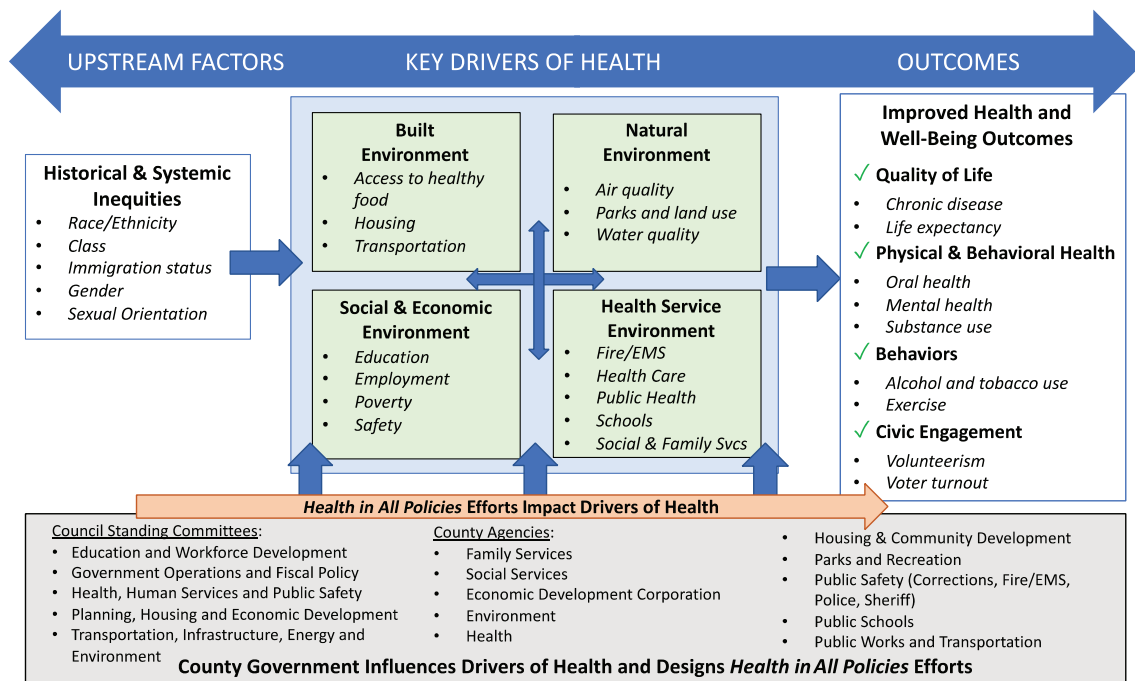 UPSTREAM FACTORS
KEY DRIVERS OF HEALTH
OUTCOMES
Historical & Systemic
Inequities
• Race/Ethnicity
• Class
• Immigration status
• Gender
• Sexual Orientation
Built
Environment
• Access to healthy
food
• Housing
• Transportation
Natural
Environment
• Air quality
• Parks and land use
• Water quality
Social & Economic
Environment
• Education
• Employment
• Poverty
• Safety
Health Service
Environment
• Fire/EMS
• Health Care
• Public Health
• Schools
• Social & Family Svcs
Improved Health and
Well-Being Outcomes
✓ Quality of Life
• Chronic disease
• Life expectancy
✓ Physical & Behavioral Health
• Oral health
• Mental health
• Substance use
✓ Behaviors
• Alcohol and tobacco use
• Exercise
✓ Civic Engagement
• Volunteerism
• Voter turnout
Health in All Policies Efforts Impact Drivers of Health
Council Standing Committees:
• Education and Workforce Development
• Government Operations and Fiscal Policy
• Health, Human Services and Public Safety
• Planning, Housing and Economic Development
• Transportation, Infrastructure, Energy and
Environment
County Agencies:
• Family Services
• Social Services
• Economic Development Corporation
• Environment
• Health
• Housing & Community Development
• Parks and Recreation
• Public Safety (Corrections, Fire/EMS,
Police, Sheriff)
• Public Schools
• Public Works and Transportation
County Government Influences Drivers of Health and Designs Health in All Policies Efforts